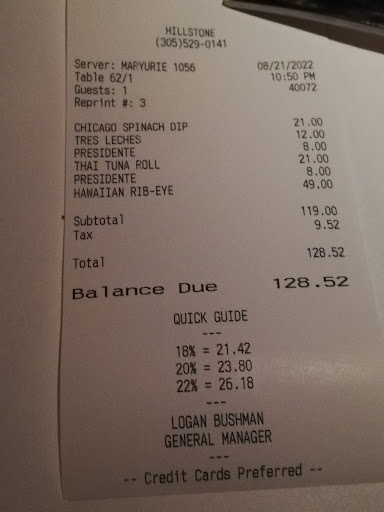 HILLSTONE
(305)529-0141
Server: MARYURIE 1056 08/21/2022
Table 62/1 10:50 PM
Guests: 1 40072
Reprint #: 3
CHICAGO SPINACH DIP 21.00
TRES LECHES 12.00
PRESIDENTE 8.00
THAI TUNA ROLL 21.00
PRESIDENTE 8.00
HAWAIIAN RIB-EYE 49.00
Subtotal 119.00
Tax 9.52
Total 128.52
Balance Due 128.52
QUICK GUIDE
---
18% = 21.42
20% = 23.80
22% = 26.18
---
LOGAN BUSHMAN
GENERAL MANAGER
---
-- Credit Cards Preferred --